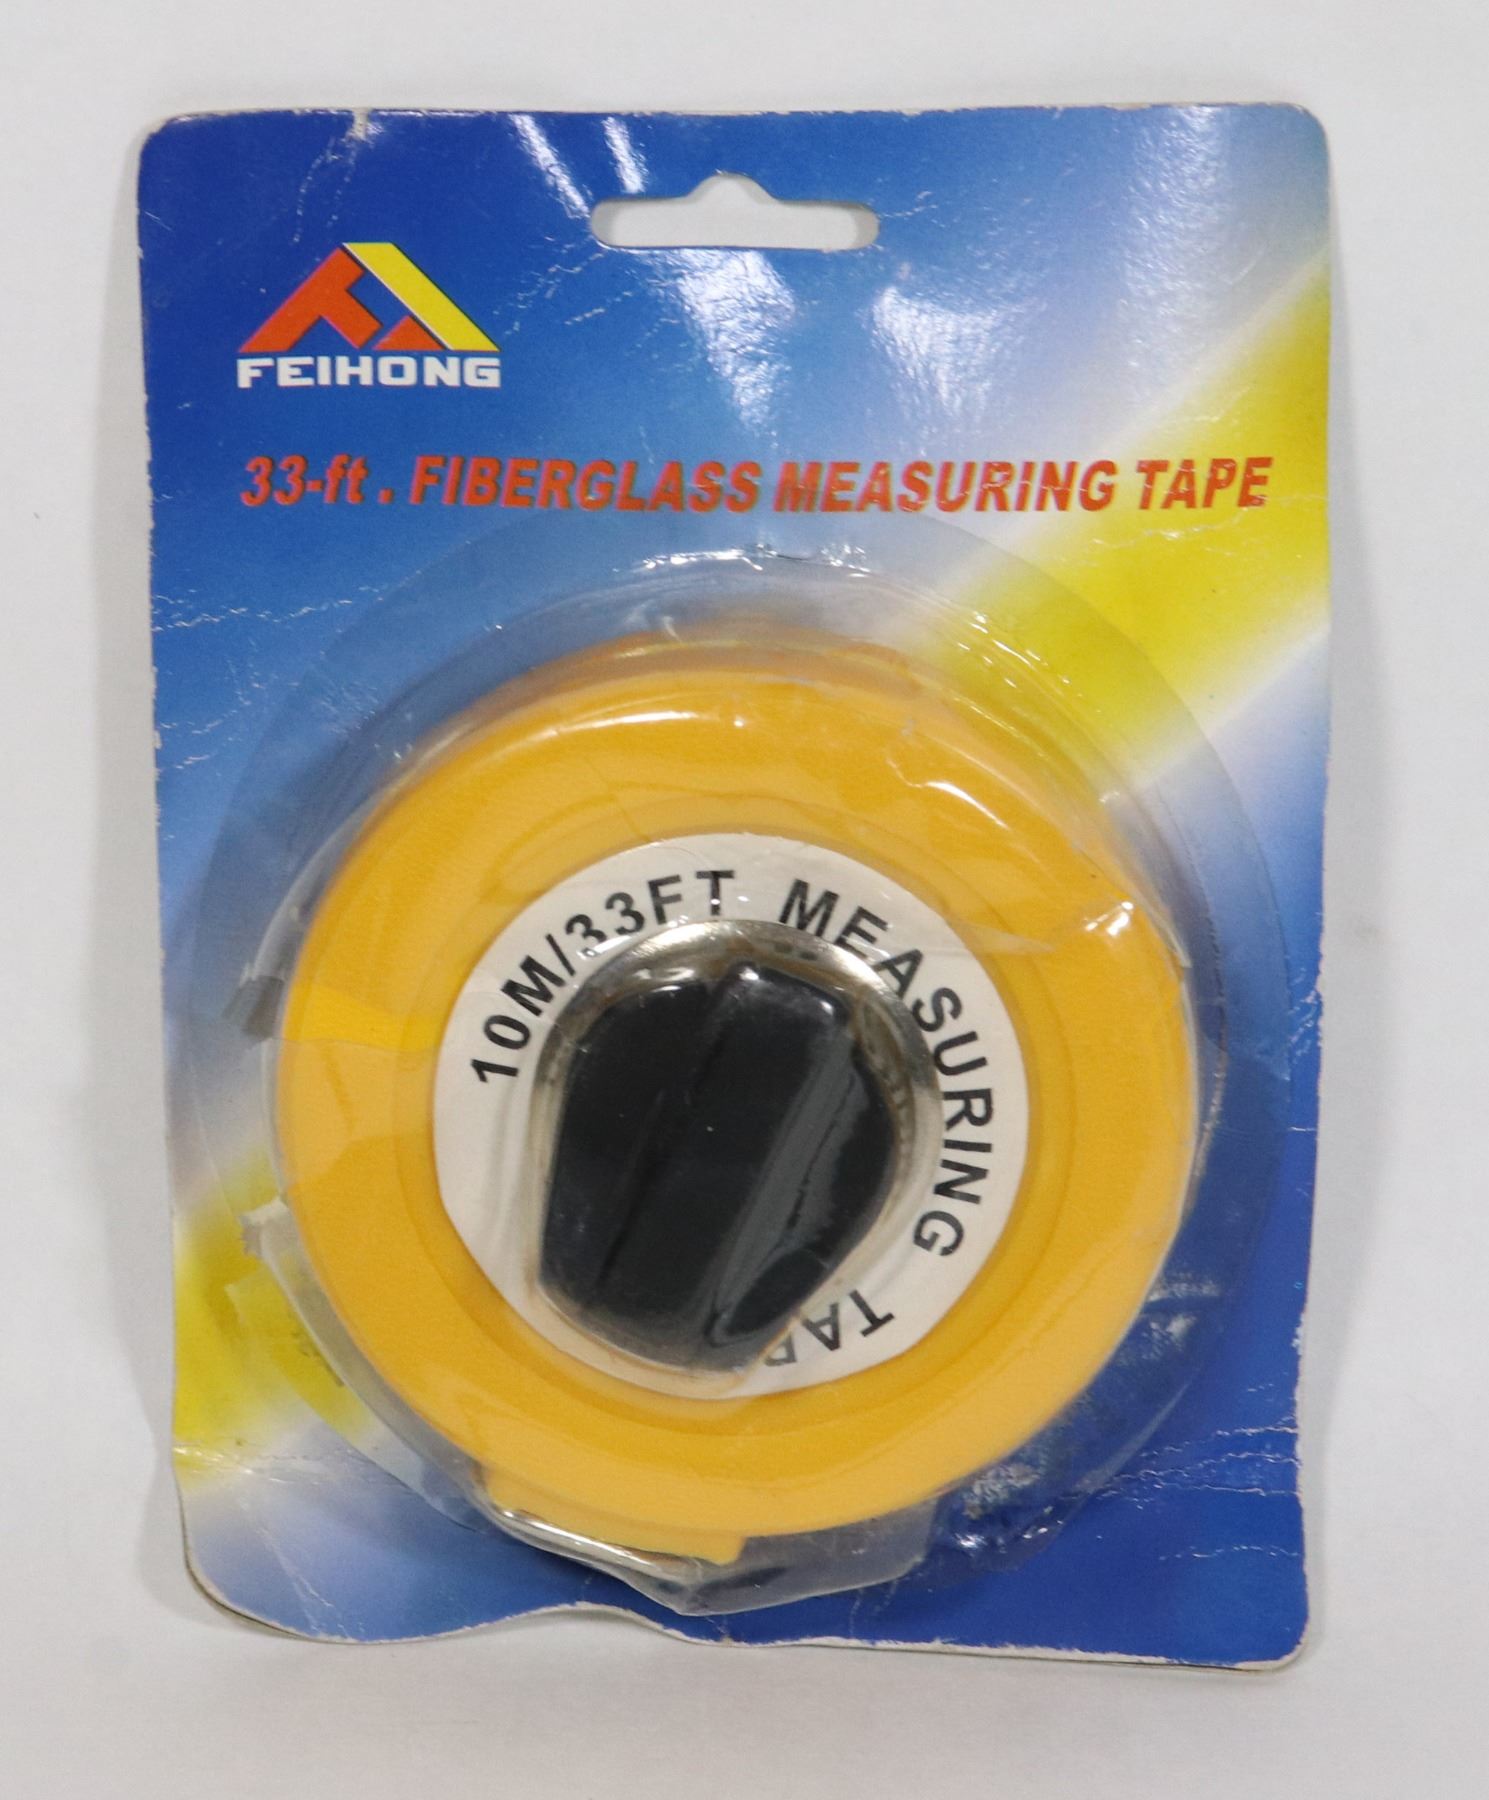 FEIHONG
33-ft. FIBERGLASS MEASURING TAPE
10M/33FT MEASURING